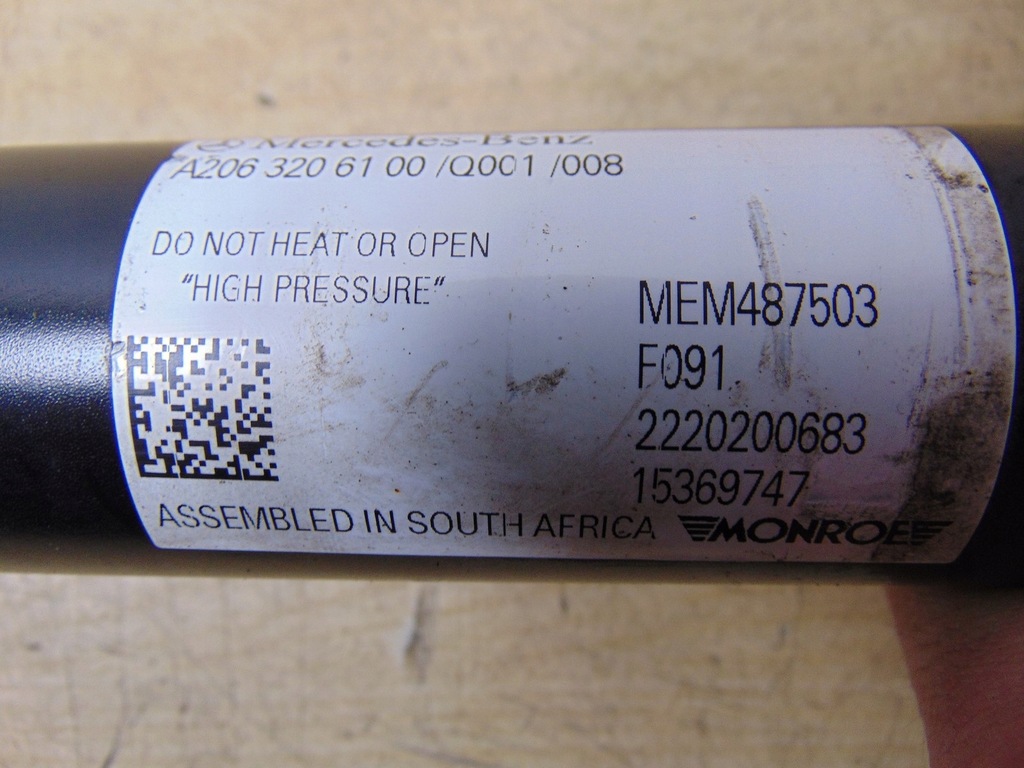 Mercedes-Benz
A206 320 61 00 /Q001 /008
DO NOT HEAT OR OPEN
"HIGH PRESSURE"
MEM487503
F091
2220200683
15369747
ASSEMBLED IN SOUTH AFRICA
MONROE